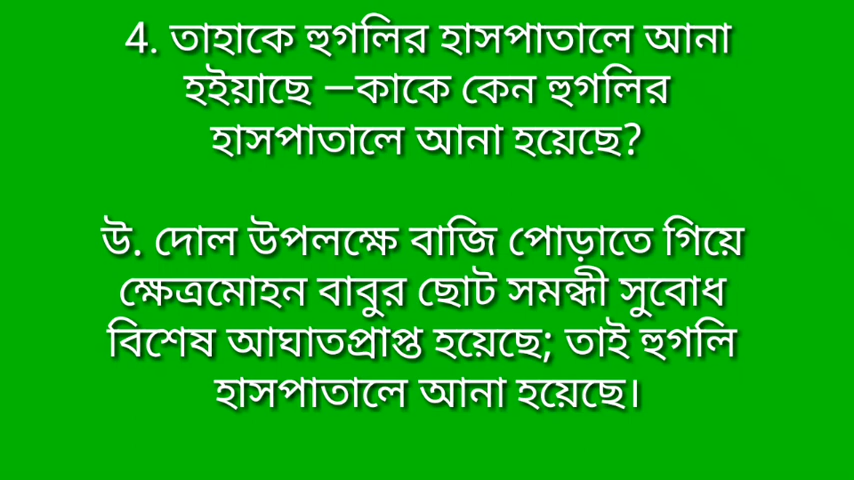 4. তাহাকে হুগলির হাসপাতালে আনা
হইয়াছে —কাকে কেন হুগলির
হাসপাতালে আনা হয়েছে?
উ. দোল উপলক্ষে বাজি পোড়াতে গিয়ে
ক্ষেত্রমোহন বাবুর ছোট সমন্ধী সুবোধ
বিশেষ আঘাতপ্রাপ্ত হয়েছে; তাই হুগলি
হাসপাতালে আনা হয়েছে।